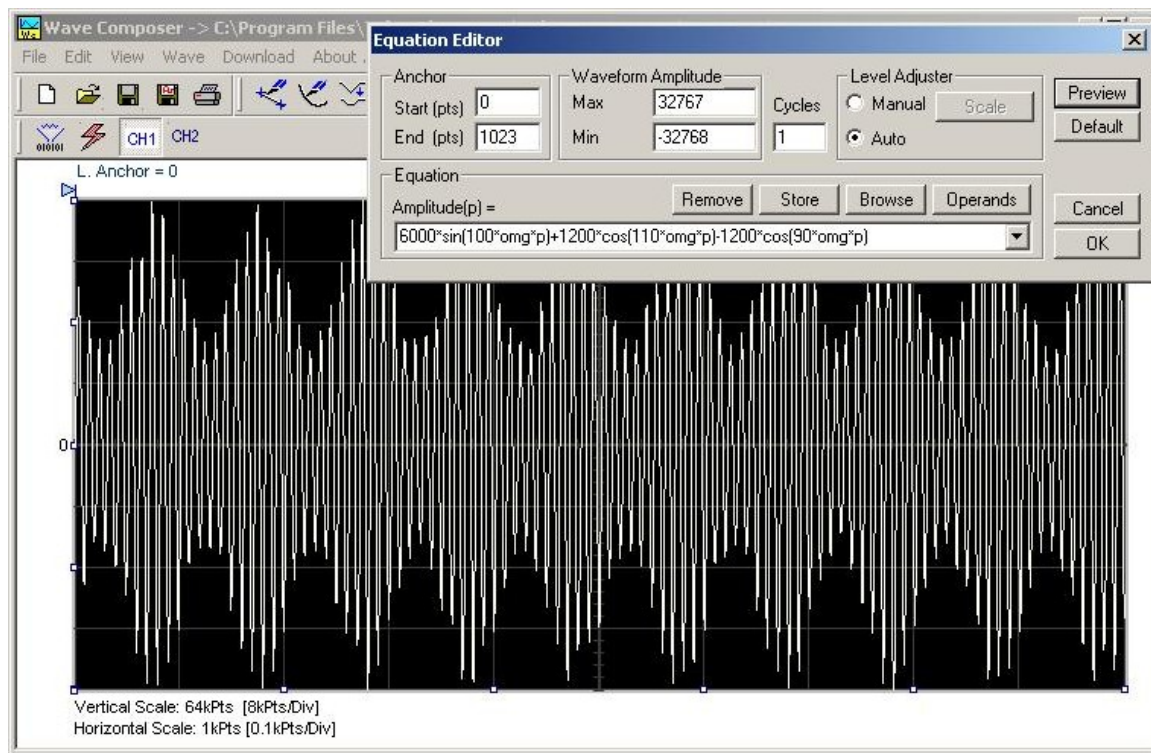 Wave Composer -> C:\Program Files\
File Edit View Wave Download About
CH1 CH2
L. Anchor = 0
0
Vertical Scale: 64kPts [8kPts/Div]
Horizontal Scale: 1kPts [0.1kPts/Div]
Equation Editor
Anchor
Start (pts) 0
End (pts) 1023
Waveform Amplitude
Max 32767
Min -32768
Cycles
1
Level Adjuster
Manual Scale
Auto
Preview
Default
Equation
Amplitude(p) =
Remove Store Browse Operands
6000*sin(100*omg*p)+1200*cos(110*omg*p)-1200*cos(90*omg*p)
Cancel
OK